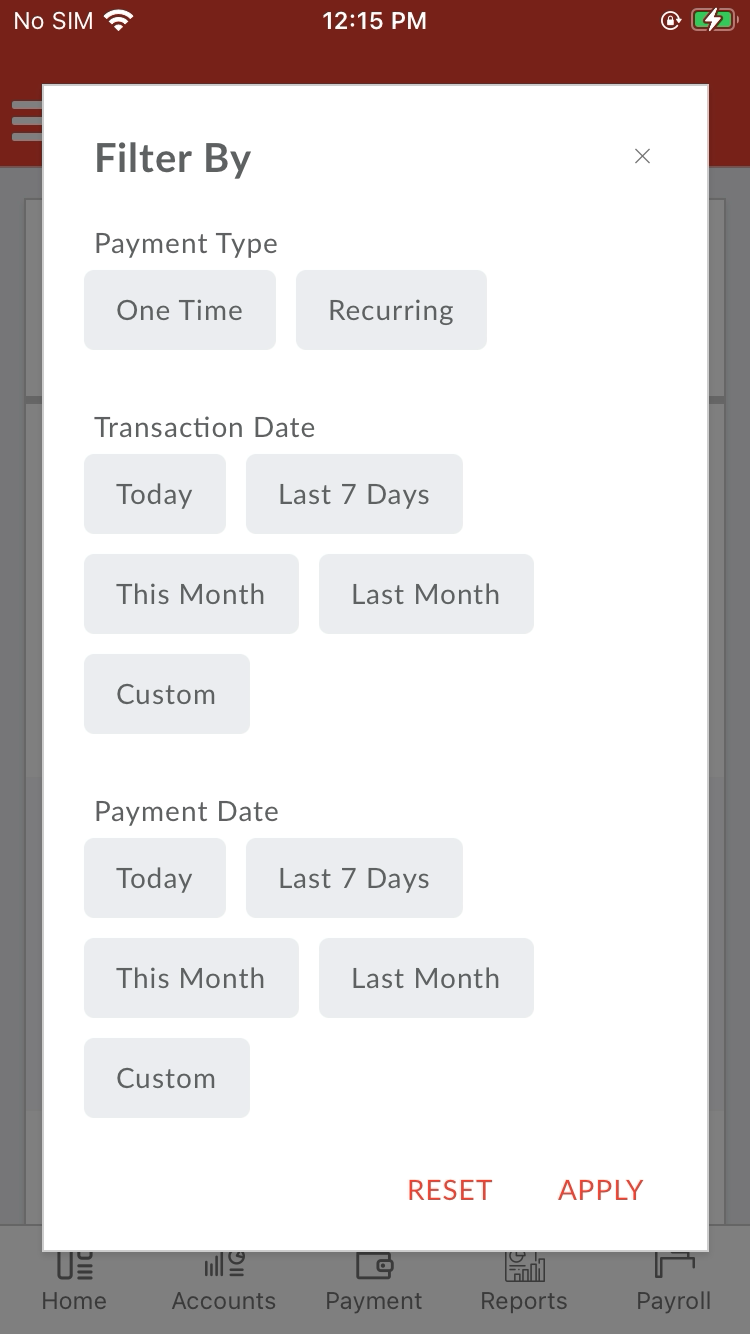 No SIM 12:15 PM
Filter By
Payment Type
One Time Recurring
Transaction Date
Today Last 7 Days
This Month Last Month
Custom
Payment Date
Today Last 7 Days
This Month Last Month
Custom
RESET APPLY
Home Accounts Payment Reports Payroll